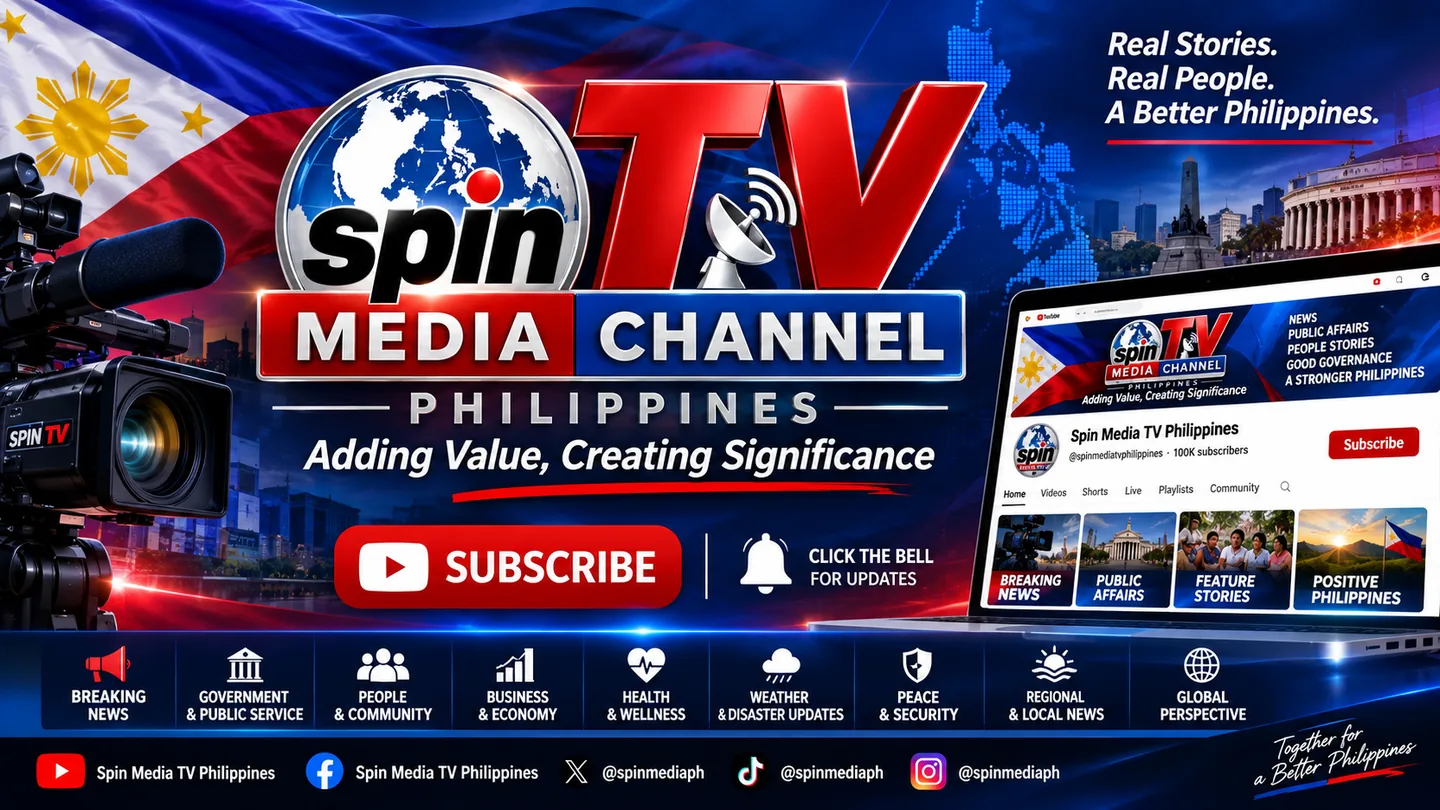 Real Stories.
Real People.
A Better Philippines.
spin TV
MEDIA CHANNEL
PHILIPPINES
Adding Value, Creating Significance
SPIN TV
SUBSCRIBE
CLICK THE BELL
FOR UPDATES
spin TV
MEDIA CHANNEL
PHILIPPINES
Adding Value, Creating Significance
NEWS
PUBLIC AFFAIRS
PEOPLE STORIES
GOOD GOVERNANCE
A STRONGER PHILIPPINES
spin
Spin Media TV Philippines
@spinmediatvphilippines · 100K subscribers
Subscribe
Home Videos Shorts Live Playlists Community
BREAKING
NEWS
PUBLIC
AFFAIRS
FEATURE
STORIES
POSITIVE
PHILIPPINES
BREAKING
NEWS
GOVERNMENT
& PUBLIC SERVICE
PEOPLE
& COMMUNITY
BUSINESS
& ECONOMY
HEALTH
& WELLNESS
WEATHER
& DISASTER UPDATES
PEACE
& SECURITY
REGIONAL
& LOCAL NEWS
GLOBAL
PERSPECTIVE
Spin Media TV Philippines
Spin Media TV Philippines
@spinmediaph
@spinmediaph
@spinmediaph
Together for
a Better Philippines